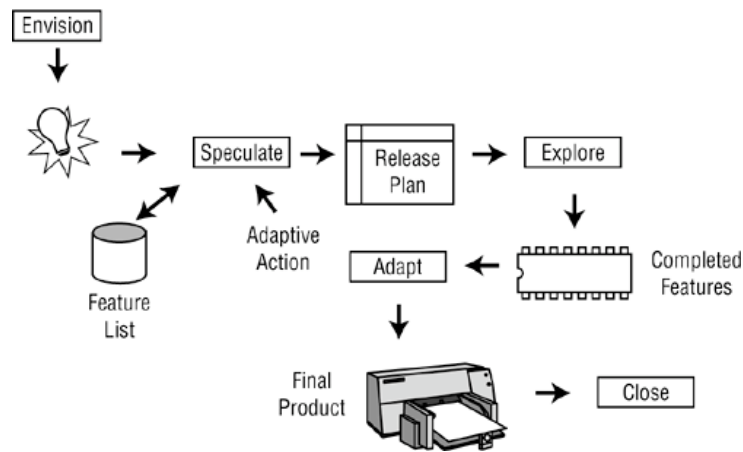 Envision
Speculate
Release
Plan
Explore
Adaptive
Action
Feature
List
Adapt
Completed
Features
Final
Product
Close